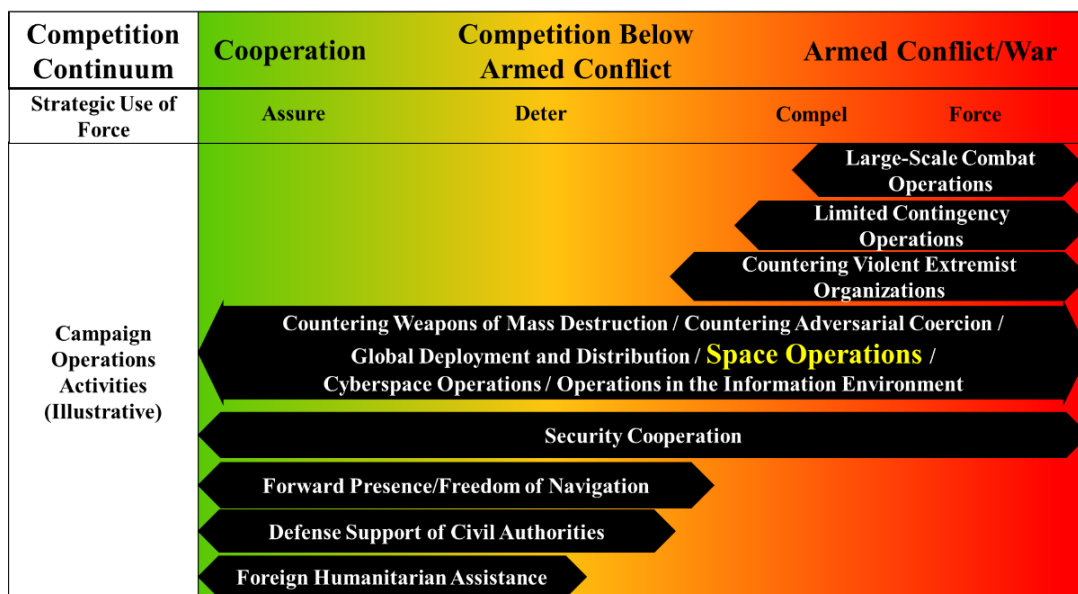 Competition
Continuum
Cooperation
Competition Below
Armed Conflict
Armed Conflict/War
Strategic Use of
Force
Assure
Deter
Compel
Force
Campaign
Operations
Activities
(Illustrative)
Large-Scale Combat
Operations
Limited Contingency
Operations
Countering Violent Extremist
Organizations
Countering Weapons of Mass Destruction / Countering Adversarial Coercion /
Global Deployment and Distribution / Space Operations /
Cyberspace Operations / Operations in the Information Environment
Security Cooperation
Forward Presence/Freedom of Navigation
Defense Support of Civil Authorities
Foreign Humanitarian Assistance